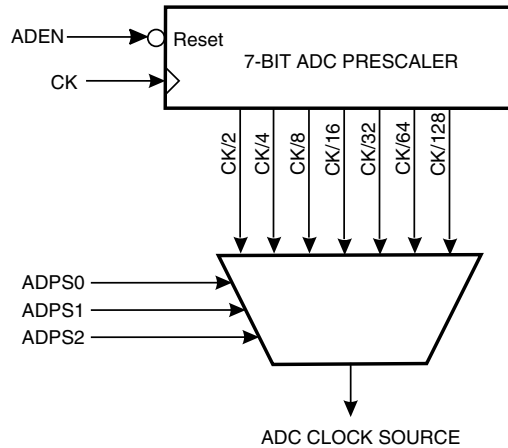 ADEN
Reset
7-BIT ADC PRESCALER
CK
CK/2
CK/4
CK/8
CK/16
CK/32
CK/64
CK/128
ADPS0
ADPS1
ADPS2
ADC CLOCK SOURCE